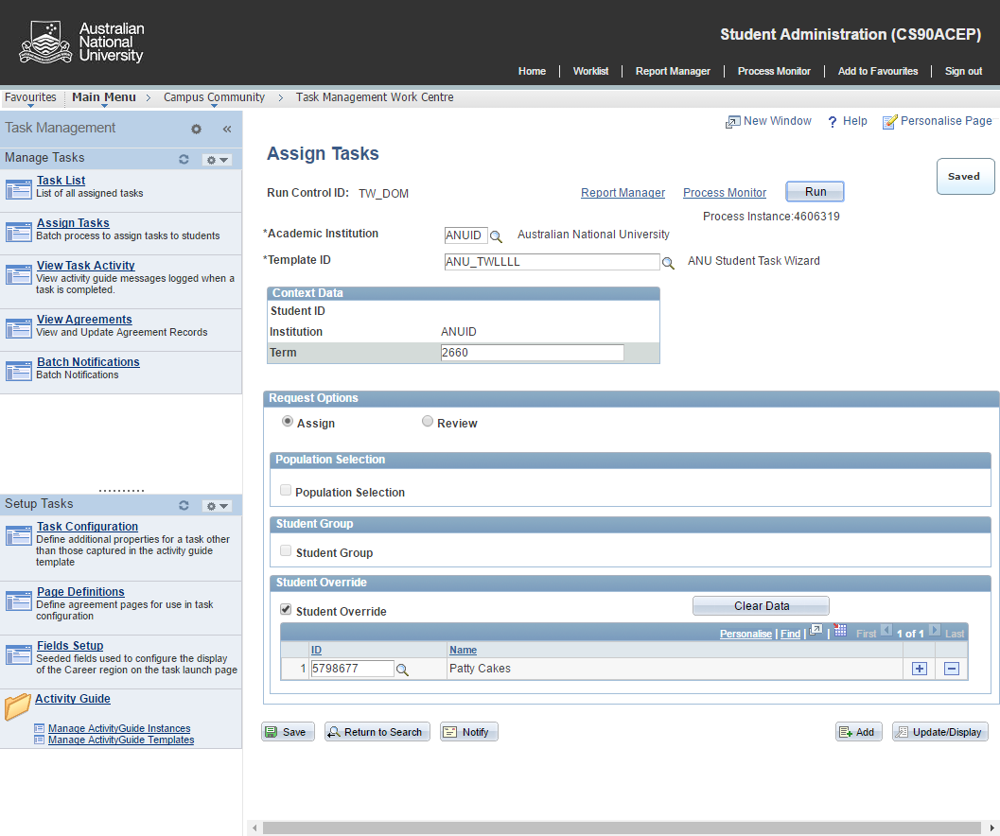 Australian
National
University
Student Administration (CS90ACEP)
Home
Worklist
Report Manager
Process Monitor
Add to Favourites
Sign out
Favourites
Main Menu > Campus Community > Task Management Work Centre
Task Management
«
Manage Tasks
Task List
List of all assigned tasks
Assign Tasks
Batch process to assign tasks to students
View Task Activity
View activity guide messages logged when a
task is completed.
View Agreements
View and Update Agreement Records
Batch Notifications
Batch Notifications
Setup Tasks
Task Configuration
Define additional properties for a task other
than those captured in the activity guide
template
Page Definitions
Define agreement pages for use in task
configuration
Fields Setup
Seeded fields used to configure the display
of the Career region on the task launch page
Activity Guide
Manage ActivityGuide Instances
Manage ActivityGuide Templates
New Window
? Help
Personalise Page
Assign Tasks
Saved
Run Control ID: TW_DOM
Report Manager
Process Monitor
Run
Process Instance:4606319
*Academic Institution
ANUID
Australian National University
*Template ID
ANU_TWLLLL
ANU Student Task Wizard
Context Data
Student ID
Institution ANUID
Term 2660
Request Options
Assign
Review
Population Selection
Population Selection
Student Group
Student Group
Student Override
Student Override
Clear Data
Personalise | Find | | First 1 of 1 Last
ID Name
1 5798677 Patty Cakes
Save
Return to Search
Notify
Add
Update/Display